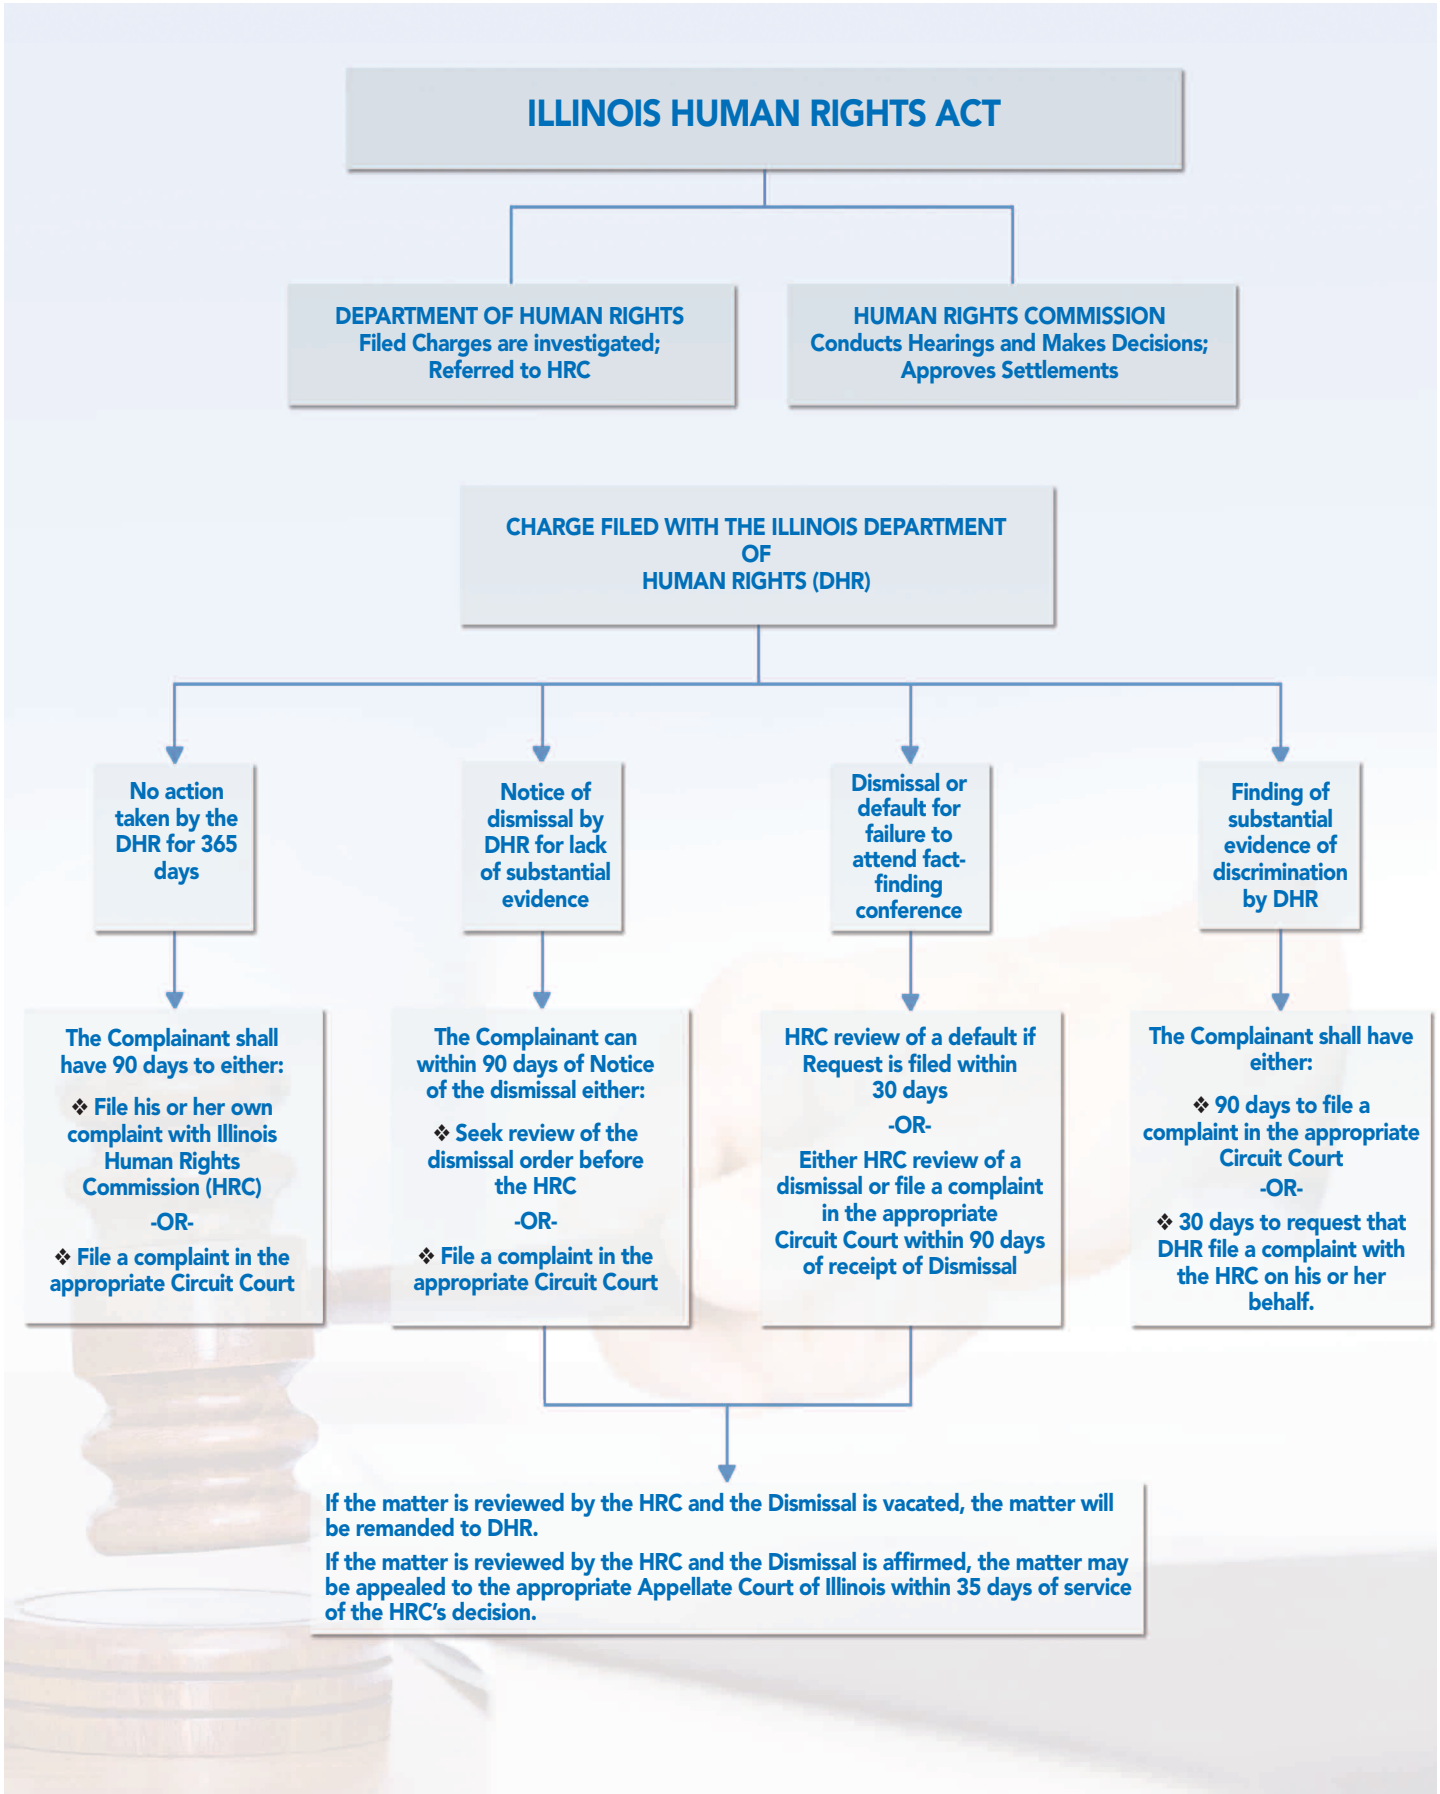 ILLINOIS HUMAN RIGHTS ACT
DEPARTMENT OF HUMAN RIGHTS
Filed Charges are investigated;
Referred to HRC
HUMAN RIGHTS COMMISSION
Conducts Hearings and Makes Decisions;
Approves Settlements
CHARGE FILED WITH THE ILLINOIS DEPARTMENT
OF
HUMAN RIGHTS (DHR)
No action
taken by the
DHR for 365
days
Notice of
dismissal by
DHR for lack
of substantial
evidence
Dismissal or
default for
failure to
attend fact-
finding
conference
Finding of
substantial
evidence of
discrimination
by DHR
The Complainant shall
have 90 days to either:
❖ File his or her own
complaint with Illinois
Human Rights
Commission (HRC)
-OR-
❖ File a complaint in the
appropriate Circuit Court
The Complainant can
within 90 days of Notice
of the dismissal either:
❖ Seek review of the
dismissal order before
the HRC
-OR-
❖ File a complaint in the
appropriate Circuit Court
HRC review of a default if
Request is filed within
30 days
-OR-
Either HRC review of a
dismissal or file a complaint
in the appropriate
Circuit Court within 90 days
of receipt of Dismissal
The Complainant shall have
either:
❖ 90 days to file a
complaint in the appropriate
Circuit Court
-OR-
❖ 30 days to request that
DHR file a complaint with
the HRC on his or her
behalf.
If the matter is reviewed by the HRC and the Dismissal is vacated, the matter will
be remanded to DHR.
If the matter is reviewed by the HRC and the Dismissal is affirmed, the matter may
be appealed to the appropriate Appellate Court of Illinois within 35 days of service
of the HRC’s decision.